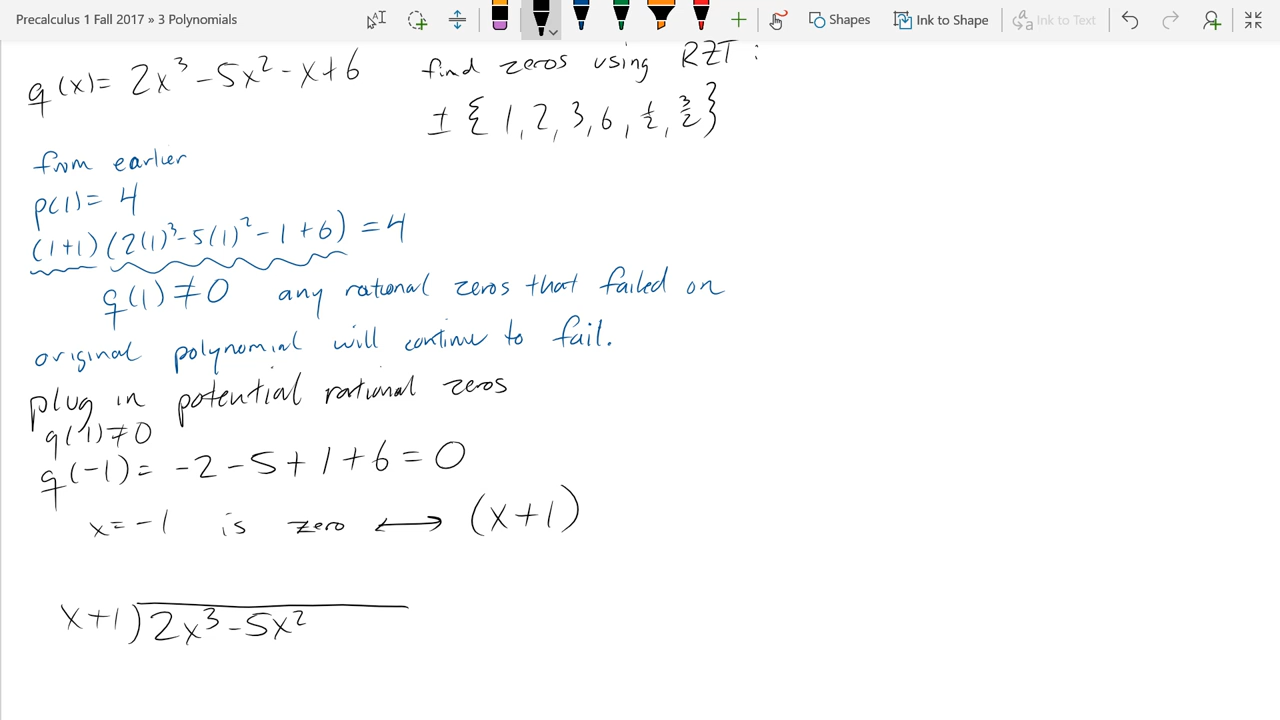 Precalculus 1 Fall 2017 » 3 Polynomials
Shapes
Ink to Shape
Ink to Text
q(x)= 2x³ -5x² -x+6 find zeros using RZT :
± { 1, 2, 3, 6, 1/2, 3/2 }
from earlier
p(1)= 4
(1+1) (2(1)³-5(1)² -1+6) =4
q(1) ≠0 any rational zeros that failed on
original polynomial will continue to fail.
plug in potential rational zeros
q(1)≠0
q(-1)= -2-5+1+6=0
x=-1 is zero ⟷ (x+1)
x+1)2x³-5x²